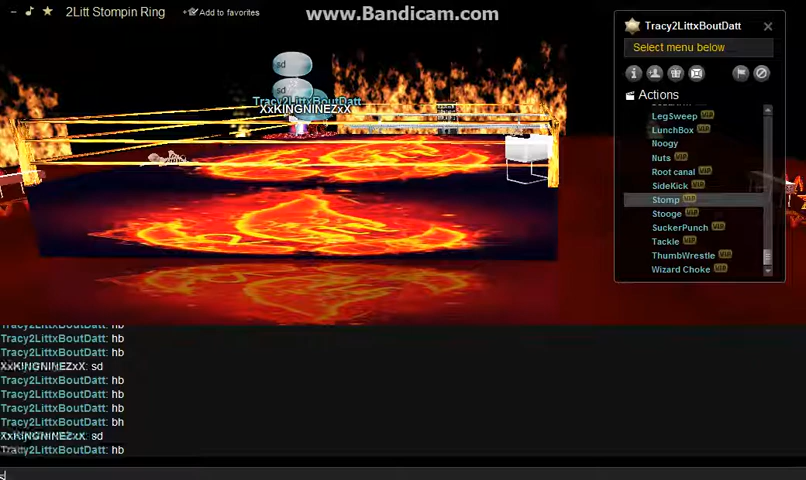 www.Bandicam.com
2Litt Stompin Ring
Add to favorites
sd
sd
Tracy2LittxBoutDatt
XxKINGNINEZxX
Tracy2LittxBoutDatt
Select menu below
Actions
LegSweep VIP
LunchBox VIP
Noogy
Nuts VIP
Root canal VIP
SideKick VIP
Stomp VIP
Stooge VIP
SuckerPunch VIP
Tackle VIP
ThumbWrestle VIP
Wizard Choke VIP
Tracy2LittxBoutDatt: hb
Tracy2LittxBoutDatt: hb
Tracy2LittxBoutDatt: hb
XxKINGNINEZxX: sd
Tracy2LittxBoutDatt: hb
Tracy2LittxBoutDatt: hb
Tracy2LittxBoutDatt: hb
Tracy2LittxBoutDatt: bh
XxKINGNINEZxX: sd
Tracy2LittxBoutDatt: hb
s